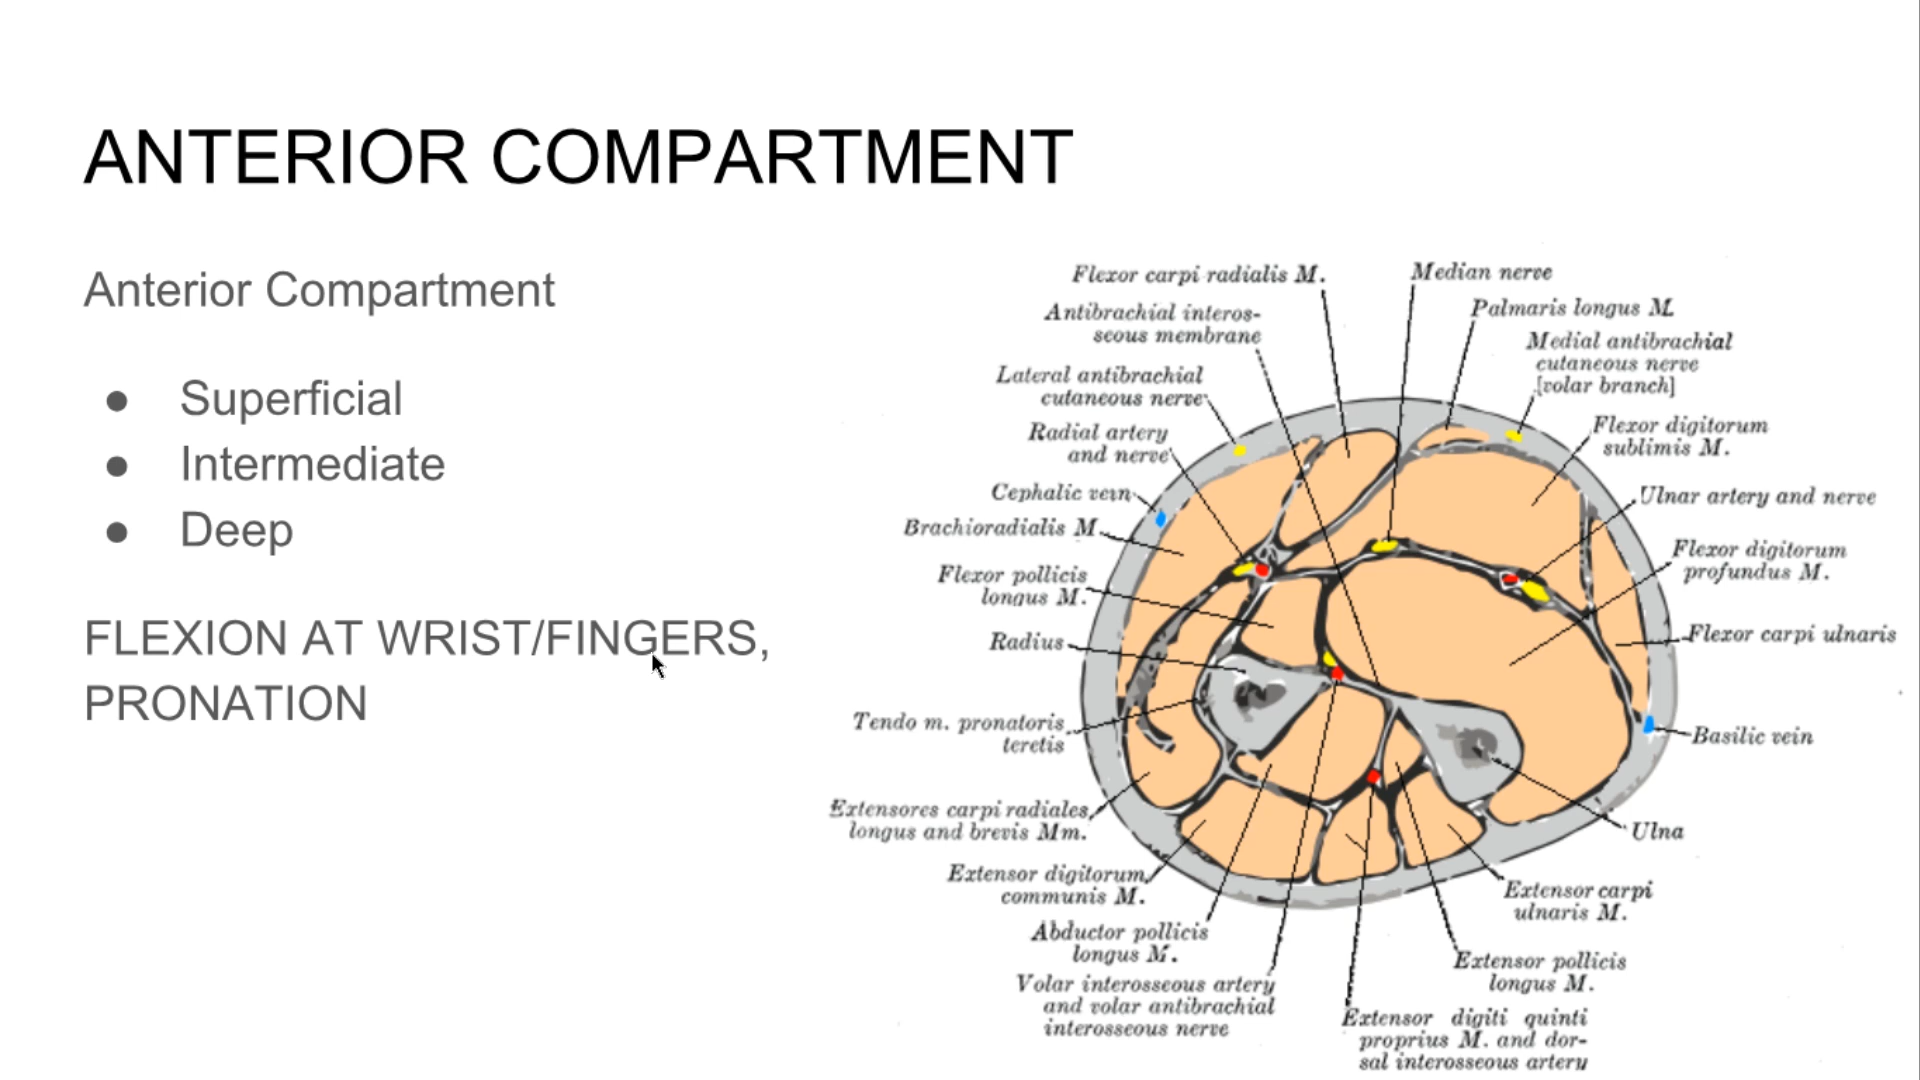 ANTERIOR COMPARTMENT
Anterior Compartment
● Superficial
● Intermediate
● Deep
FLEXION AT WRIST/FINGERS,
PRONATION
Flexor carpi radialis M.
Median nerve
Antibrachial interos-
seous membrane
Palmaris longus M.
Medial antibrachial
cutaneous nerve
[volar branch]
Lateral antibrachial
cutaneous nerve
Flexor digitorum
sublimis M.
Radial artery
and nerve
Ulnar artery and nerve
Cephalic vein
Brachioradialis M.
Flexor digitorum
profundus M.
Flexor pollicis
longus M.
Flexor carpi ulnaris
Radius
Tendo m. pronatoris
teretis
Basilic vein
Extensores carpi radiales,
longus and brevis Mm.
Ulna
Extensor digitorum
communis M.
Extensor carpi
ulnaris M.
Abductor pollicis
longus M.
Extensor pollicis
longus M.
Volar interosseous artery
and volar antibrachial
interosseous nerve
Extensor digiti quinti
proprius M. and dor-
sal interosseous artery